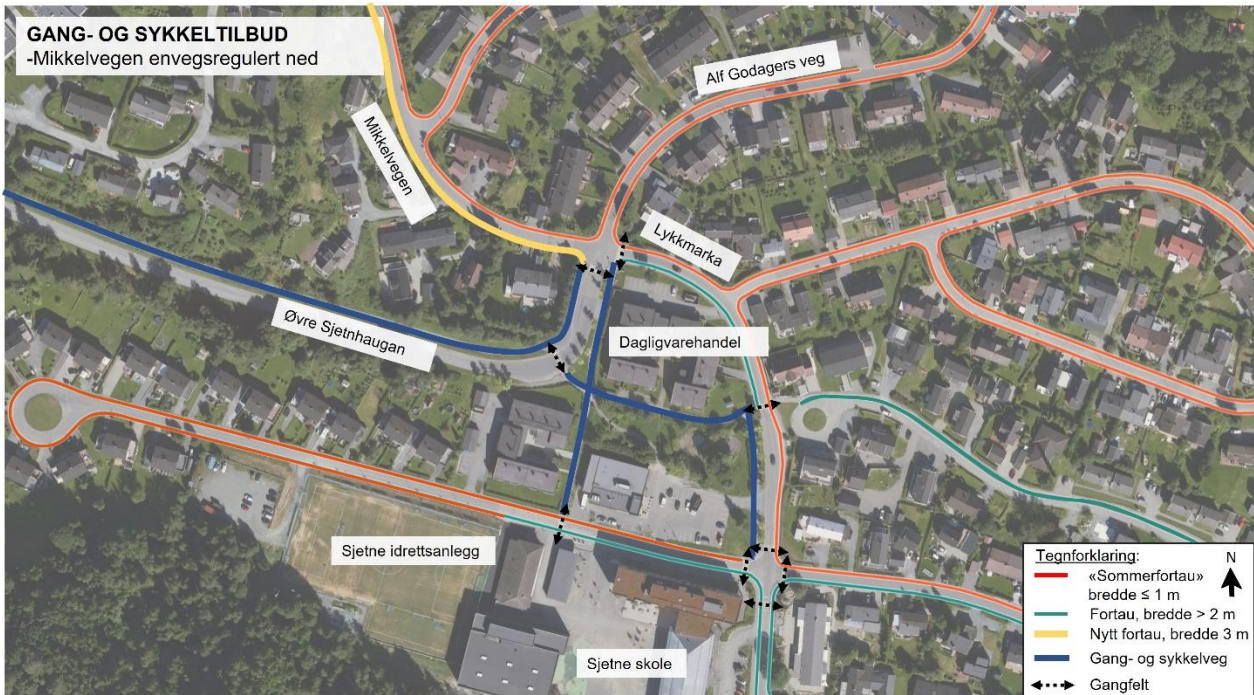 GANG- OG SYKKELTILBUD
-Mikkelvegen envegsregulert ned
Alf Godagers veg
Mikkelvegen
Lykkmarka
Øvre Sjetnhaugan
Dagligvarehandel
Sjetne idrettsanlegg
Sjetne skole
Tegnforklaring:
N
«Sommerfortau»
bredde ≤ 1 m
Fortau, bredde > 2 m
Nytt fortau, bredde 3 m
Gang- og sykkelveg
Gangfelt